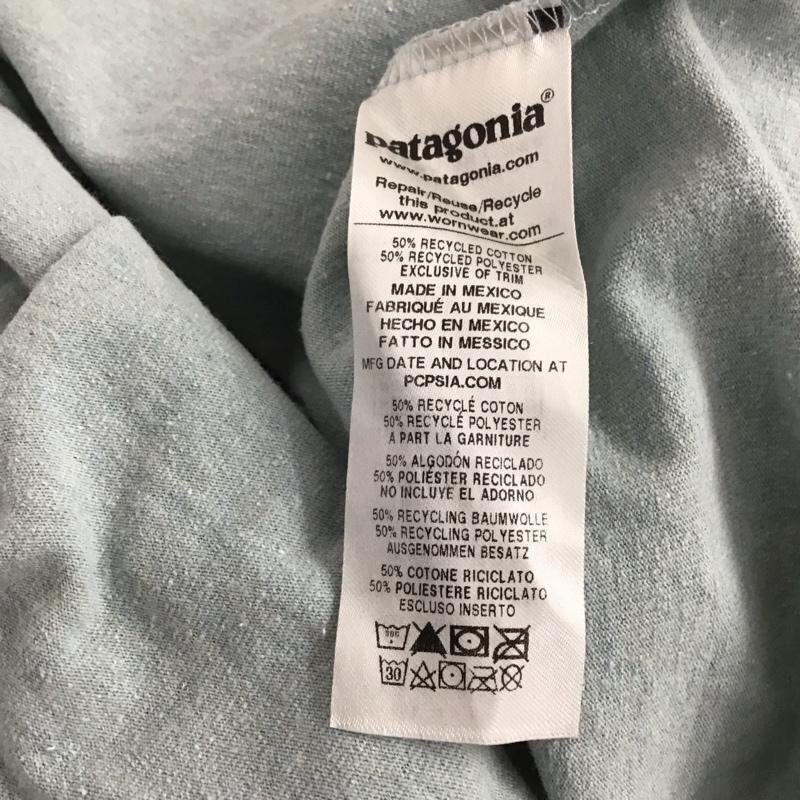 patagonia®
www.patagonia.com
Repair/Reuse/Recycle
this product.at
www.wornwear.com
50% RECYCLED COTTON
50% RECYCLED POLYESTER
EXCLUSIVE OF TRIM
MADE IN MEXICO
FABRIQUÉ AU MEXIQUE
HECHO EN MEXICO
FATTO IN MESSICO
MFG DATE AND LOCATION AT
PCPSIA.COM
50% RECYCLÉ COTON
50% RECYCLÉ POLYESTER
A PART LA GARNITURE
50% ALGODÓN RECICLADO
50% POLIÉSTER RECICLADO
NO INCLUYE EL ADORNO
50% RECYCLING BAUMWOLLE
50% RECYCLING POLYESTER
AUSGENOMMEN BESATZ
50% COTONE RICICLATO
50% POLIESTERE RICICLATO
ESCLUSO INSERTO
30